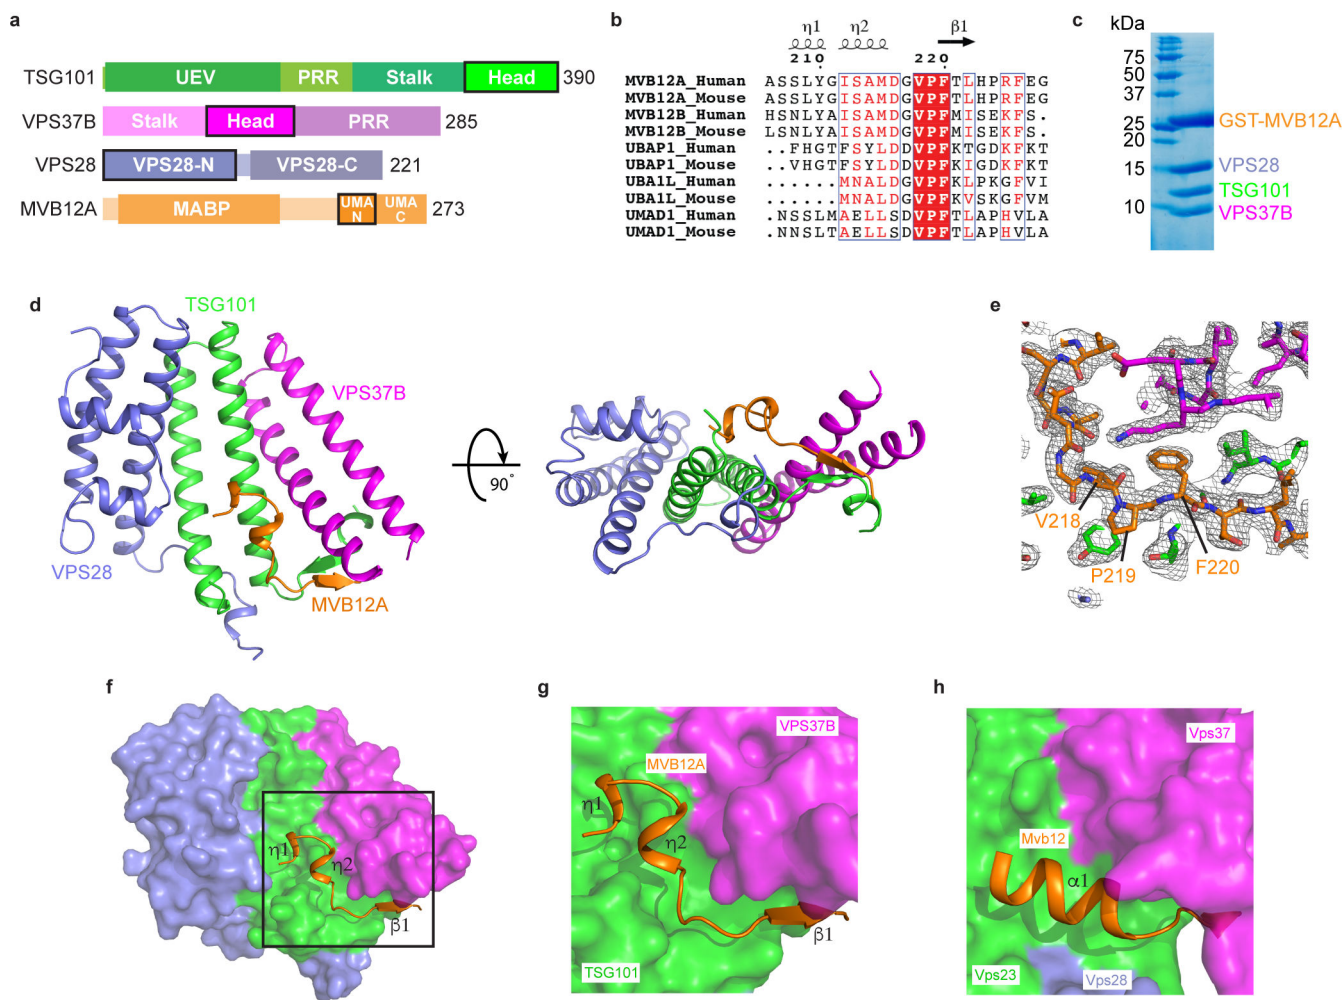 a
TSG101 UEV PRR Stalk Head 390
VPS37B Stalk Head PRR 285
VPS28 VPS28-N VPS28-C 221
MVB12A MABP UMA N UMA C 273
b
η1 η2 β1
210 220
MVB12A_Human ASSLYGISAMDGVPFTLHPRFEG
MVB12A_Mouse ASSLYGISAMDGVPFTLHPRFEG
MVB12B_Human HSNLYAISAMDGVPFMISEKFS.
MVB12B_Mouse LSNLYAISAMDGVPFMISEKFS.
UBAP1_Human ..FHGTFSYLDDVPFKTGDKFKT
UBAP1_Mouse ..VHGTFSYLDDVPFKIGDKFKT
UBA1L_Human ......MNALDGVPFKLPKGFVI
UBA1L_Mouse ......MNALDGVPFKVSKGFVM
UMAD1_Human .NSSLTAELLSDVPFTLAPHVLA
UMAD1_Mouse .NNSLTAELLSDVPFTLAPHVLA
c
kDa
75
50
37
25
20
15
10
GST-MVB12A
VPS28
TSG101
VPS37B
d
TSG101
VPS37B
VPS28
MVB12A
90°
e
V218
P219
F220
f
η1
η2
β1
g
VPS37B
MVB12A
η1
η2
β1
TSG101
h
Vps37
Mvb12
α1
Vps23
Vps28